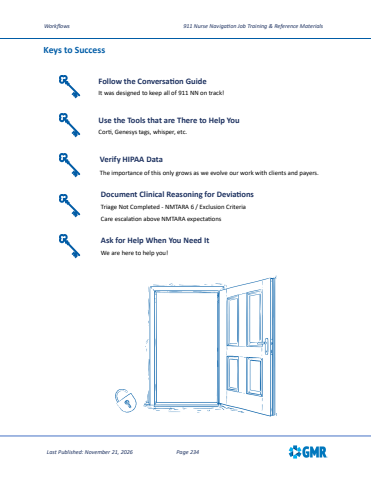 Workflows
911 Nurse Navigation Job Training & Reference Materials
Keys to Success
Follow the Conversation Guide
It was designed to keep all of 911 NN on track!
Use the Tools that are There to Help You
Corti, Genesys tags, whisper, etc.
Verify HIPAA Data
The importance of this only grows as we evolve our work with clients and payers.
Document Clinical Reasoning for Deviations
Triage Not Completed - NMTARA 6 / Exclusion Criteria
Care escalation above NMTARA expectations
Ask for Help When You Need It
We are here to help you!
Last Published: November 21, 2026
Page 234
GMR